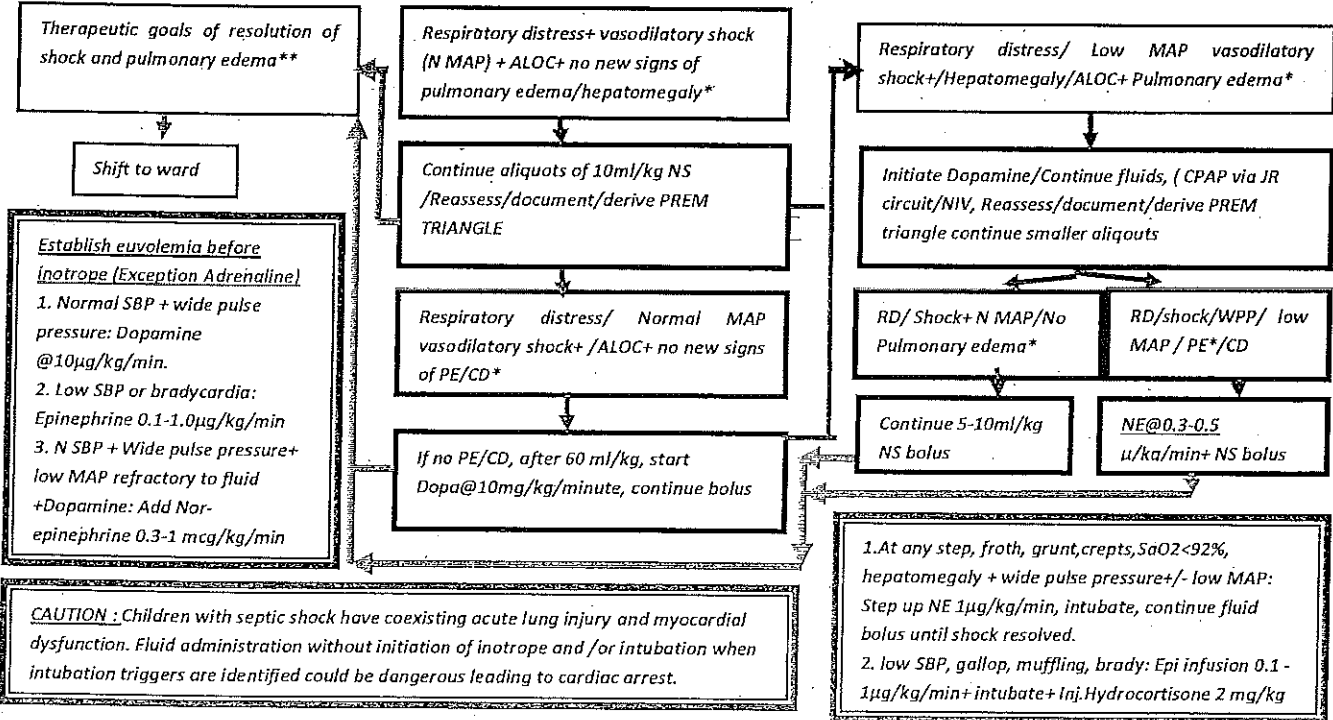 Therapeutic goals of resolution of
shock and pulmonary edema**
Shift to ward
Establish euvolemia before
inotrope (Exception Adrenaline)
1. Normal SBP + wide pulse
pressure: Dopamine
@10µg/kg/min.
2. Low SBP or bradycardia:
Epinephrine 0.1-1.0µg/kg/min
3. N SBP + Wide pulse pressure+
low MAP refractory to fluid
+Dopamine: Add Nor-
epinephrine 0.3-1 mcg/kg/min
Respiratory distress+ vasodilatory shock
(N MAP) + ALOC+ no new signs of
pulmonary edema/hepatomegaly*
Continue aliquots of 10ml/kg NS
/Reassess/document/derive PREM
TRIANGLE
Respiratory distress/ Normal MAP
vasodilatory shock+ /ALOC+ no new signs
of PE/CD*
If no PE/CD, after 60 ml/kg, start
Dopa@10mg/kg/minute, continue bolus
Respiratory distress/ Low MAP vasodilatory
shock+/Hepatomegaly/ALOC+ Pulmonary edema*
Initiate Dopamine/Continue fluids, ( CPAP via JR
circuit/NIV, Reassess/document/derive PREM
triangle continue smaller aliqouts
RD/ Shock+ N MAP/No
Pulmonary edema*
RD/shock/WPP/ low
MAP / PE*/CD
Continue 5-10ml/kg
NS bolus
NE@0.3-0.5
µ/kg/min+ NS bolus
1.At any step, froth, grunt,crepts,SaO2<92%,
hepatomegaly + wide pulse pressure+/- low MAP:
Step up NE 1µg/kg/min, intubate, continue fluid
bolus until shock resolved.
2. low SBP, gallop, muffling, brady: Epi infusion 0.1 -
1µg/kg/min+ intubate+ Inj.Hydrocortisone 2 mg/kg
CAUTION : Children with septic shock have coexisting acute lung injury and myocardial
dysfunction. Fluid administration without initiation of inotrope and /or intubation when
intubation triggers are identified could be dangerous leading to cardiac arrest.